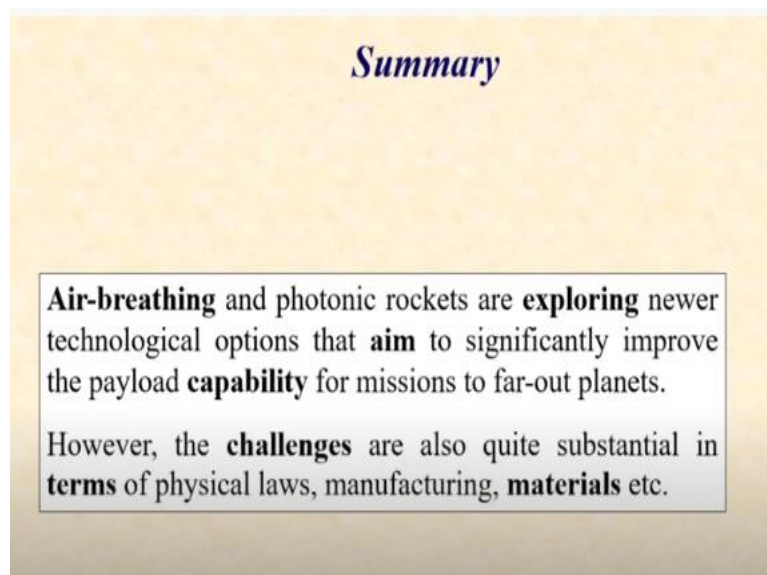 Summary
Air-breathing and photonic rockets are exploring newer
technological options that aim to significantly improve
the payload capability for missions to far-out planets.
However, the challenges are also quite substantial in
terms of physical laws, manufacturing, materials etc.